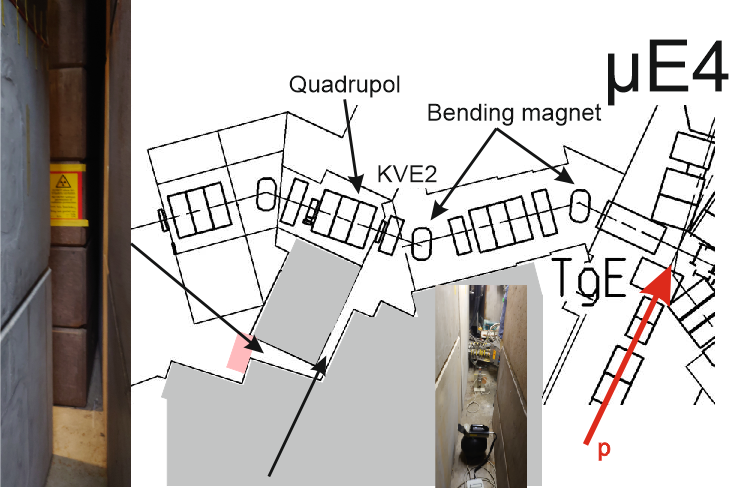 µE4
Quadrupol
Bending magnet
KVE2
TgE
p